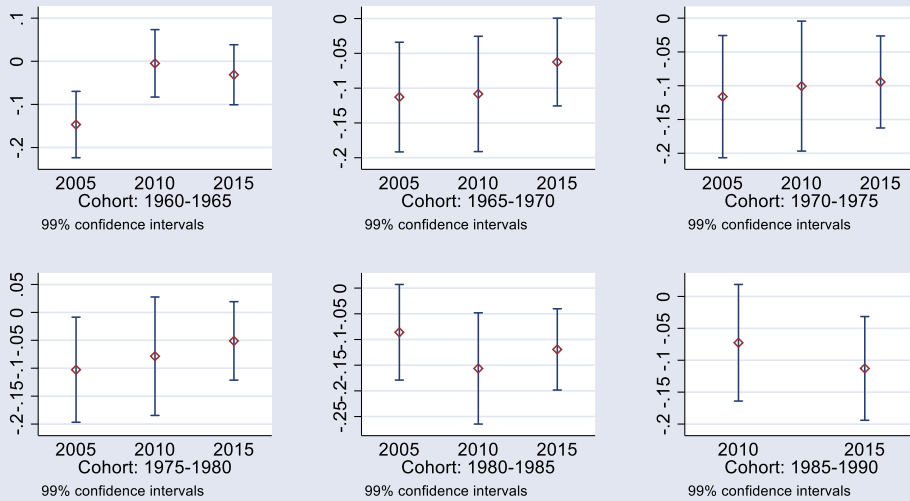 .1
0
-.1
-.2
2005 2010 2015
Cohort: 1960-1965
99% confidence intervals
0
-.05
-.1
-.15
-.2
2005 2010 2015
Cohort: 1965-1970
99% confidence intervals
0
-.05
-.1
-.15
-.2
2005 2010 2015
Cohort: 1970-1975
99% confidence intervals
.05
0
-.05
-.1
-.15
-.2
2005 2010 2015
Cohort: 1975-1980
99% confidence intervals
0
-.05
-.1
-.15
-.2
-.25
2005 2010 2015
Cohort: 1980-1985
99% confidence intervals
0
-.05
-.1
-.15
-.2
2010 2015
Cohort: 1985-1990
99% confidence intervals